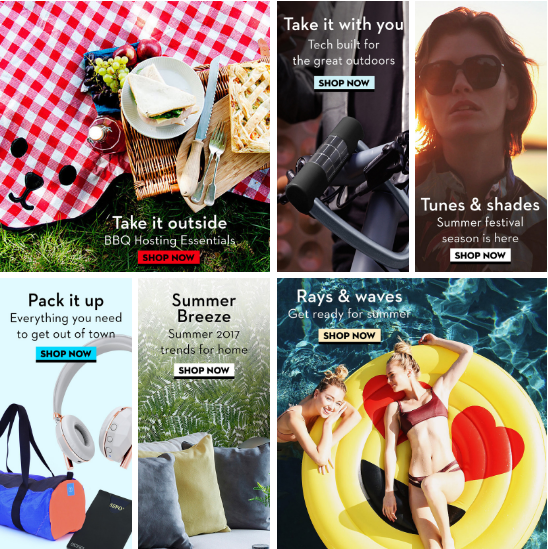 Take it with you
Tech built for
the great outdoors
SHOP NOW
Take it outside
BBQ Hosting Essentials
SHOP NOW
Tunes & shades
Summer festival
season is here
SHOP NOW
Pack it up
Everything you need
to get out of town
SHOP NOW
Summer
Breeze
Summer 2017
trends for home
SHOP NOW
Rays & waves
Get ready for summer
SHOP NOW